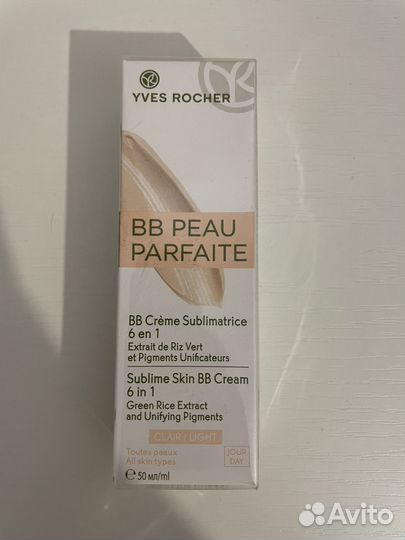 YVES ROCHER
BB PEAU
PARFAITE
BB Crème Sublimatrice
6 en 1
Extrait de Riz Vert
et Pigments Unificateurs
Sublime Skin BB Cream
6 in 1
Green Rice Extract
and Unifying Pigments
CLAIR / LIGHT
Toutes peaux
All skin types
JOUR
DAY
℮ 50 мл/ml
Avito